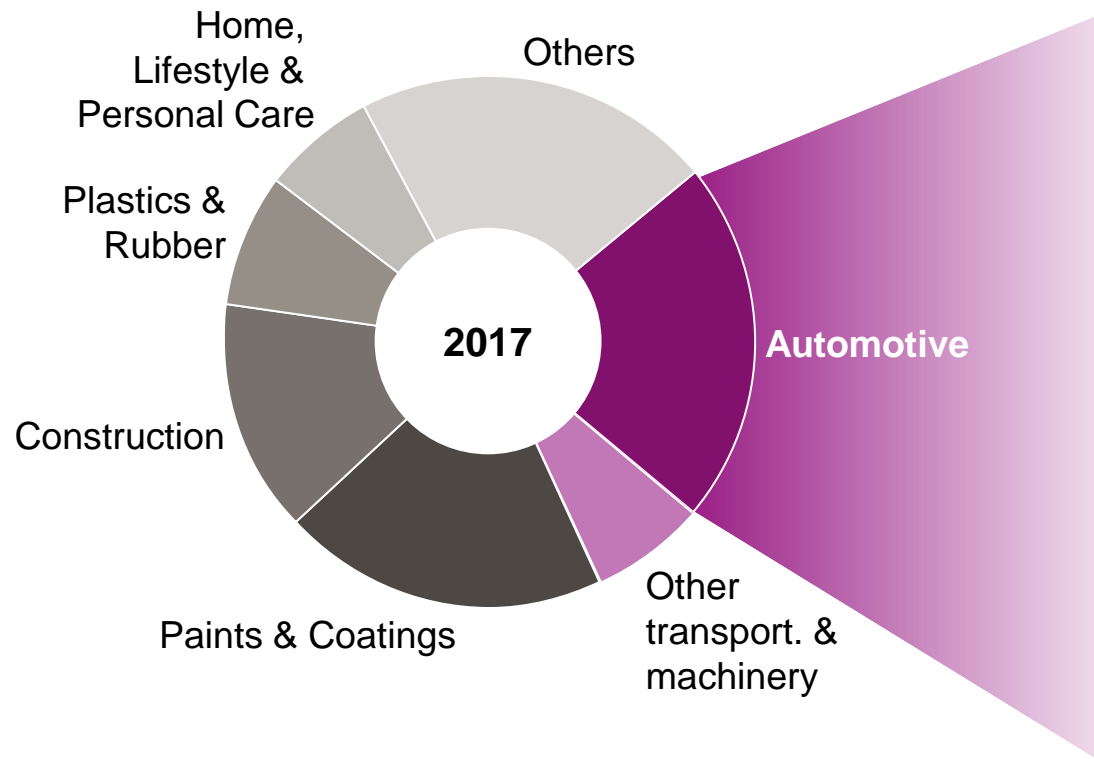 Home,
Lifestyle &
Personal Care
Others
Plastics &
Rubber
2017
Automotive
Construction
Other
transport. &
machinery
Paints & Coatings